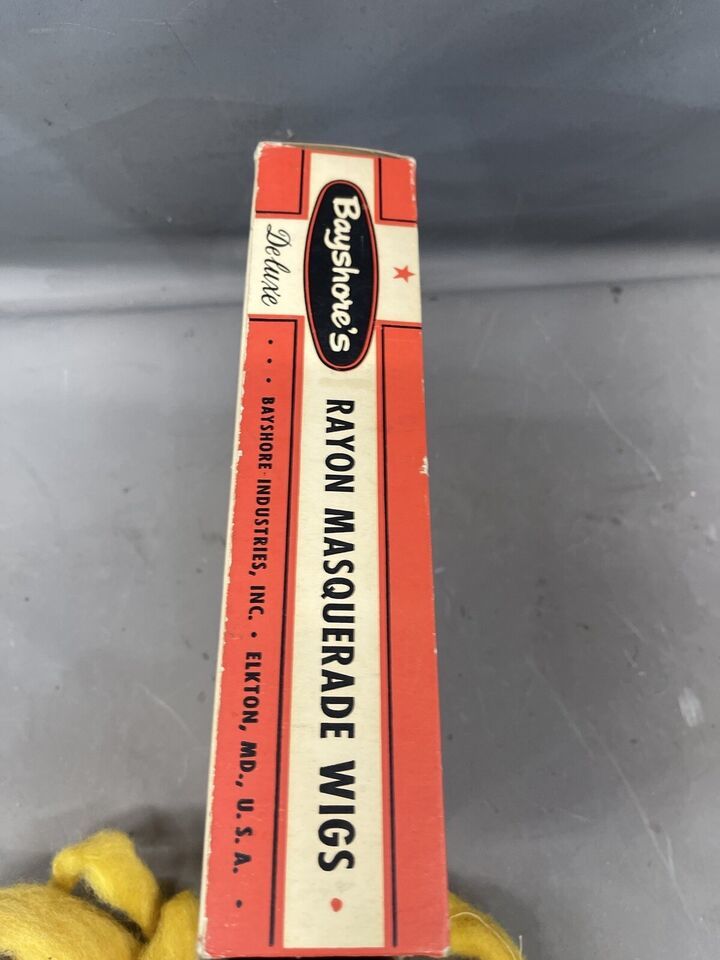 Bayshore's
Deluxe
RAYON MASQUERADE WIGS •
• • • BAYSHORE INDUSTRIES, INC. • ELKTON, MD., U. S. A. •